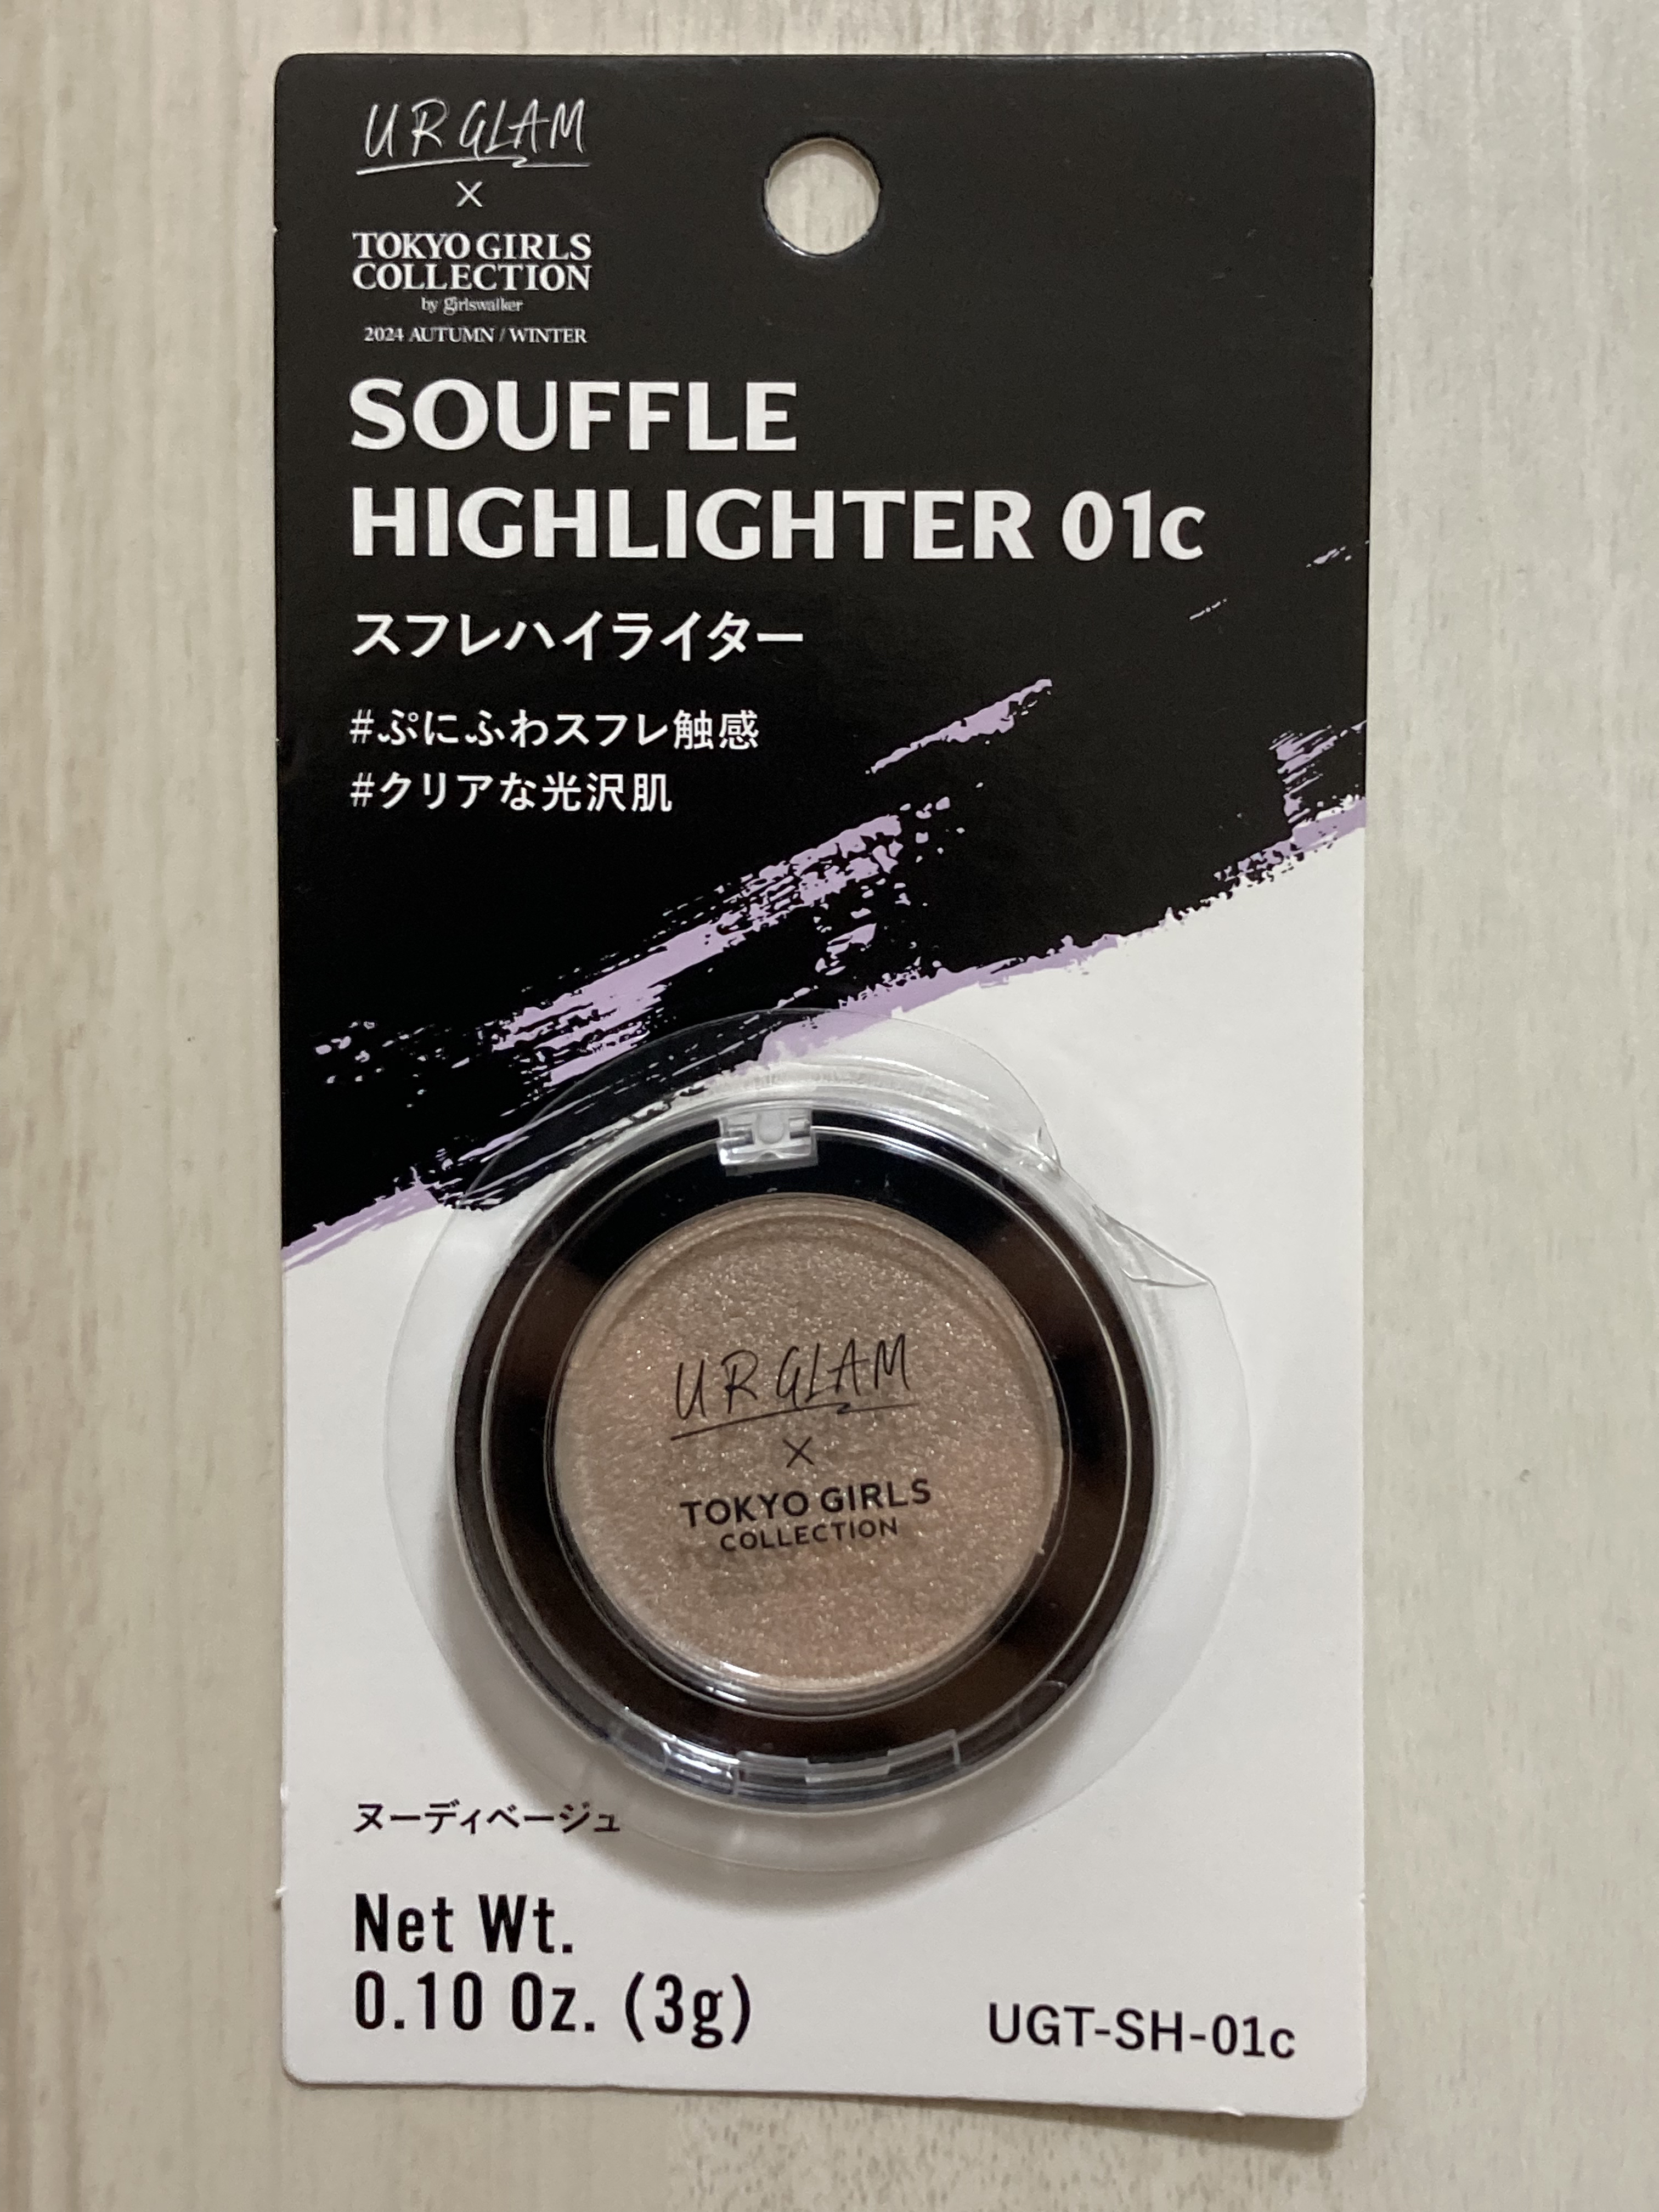 UR GLAM
×
TOKYO GIRLS
COLLECTION
by girlswalker
2024 AUTUMN / WINTER
SOUFFLE
HIGHLIGHTER 01c
スフレハイライター
#ぷにふわスフレ触感
#クリアな光沢肌
UR GLAM
×
TOKYO GIRLS
COLLECTION
ヌーディベージュ
Net Wt.
0.10 Oz. (3g)
UGT-SH-01c